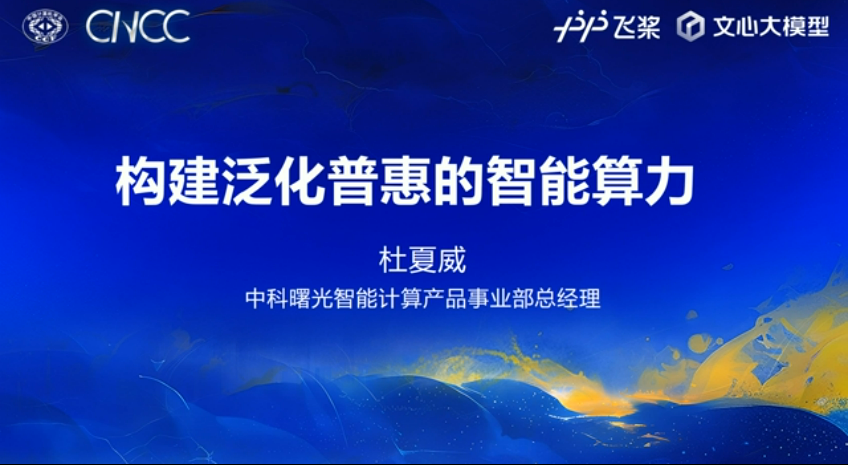 CCF
CNCC
飞桨
文心大模型
构建泛化普惠的智能算力
杜夏威
中科曙光智能计算产品事业部总经理